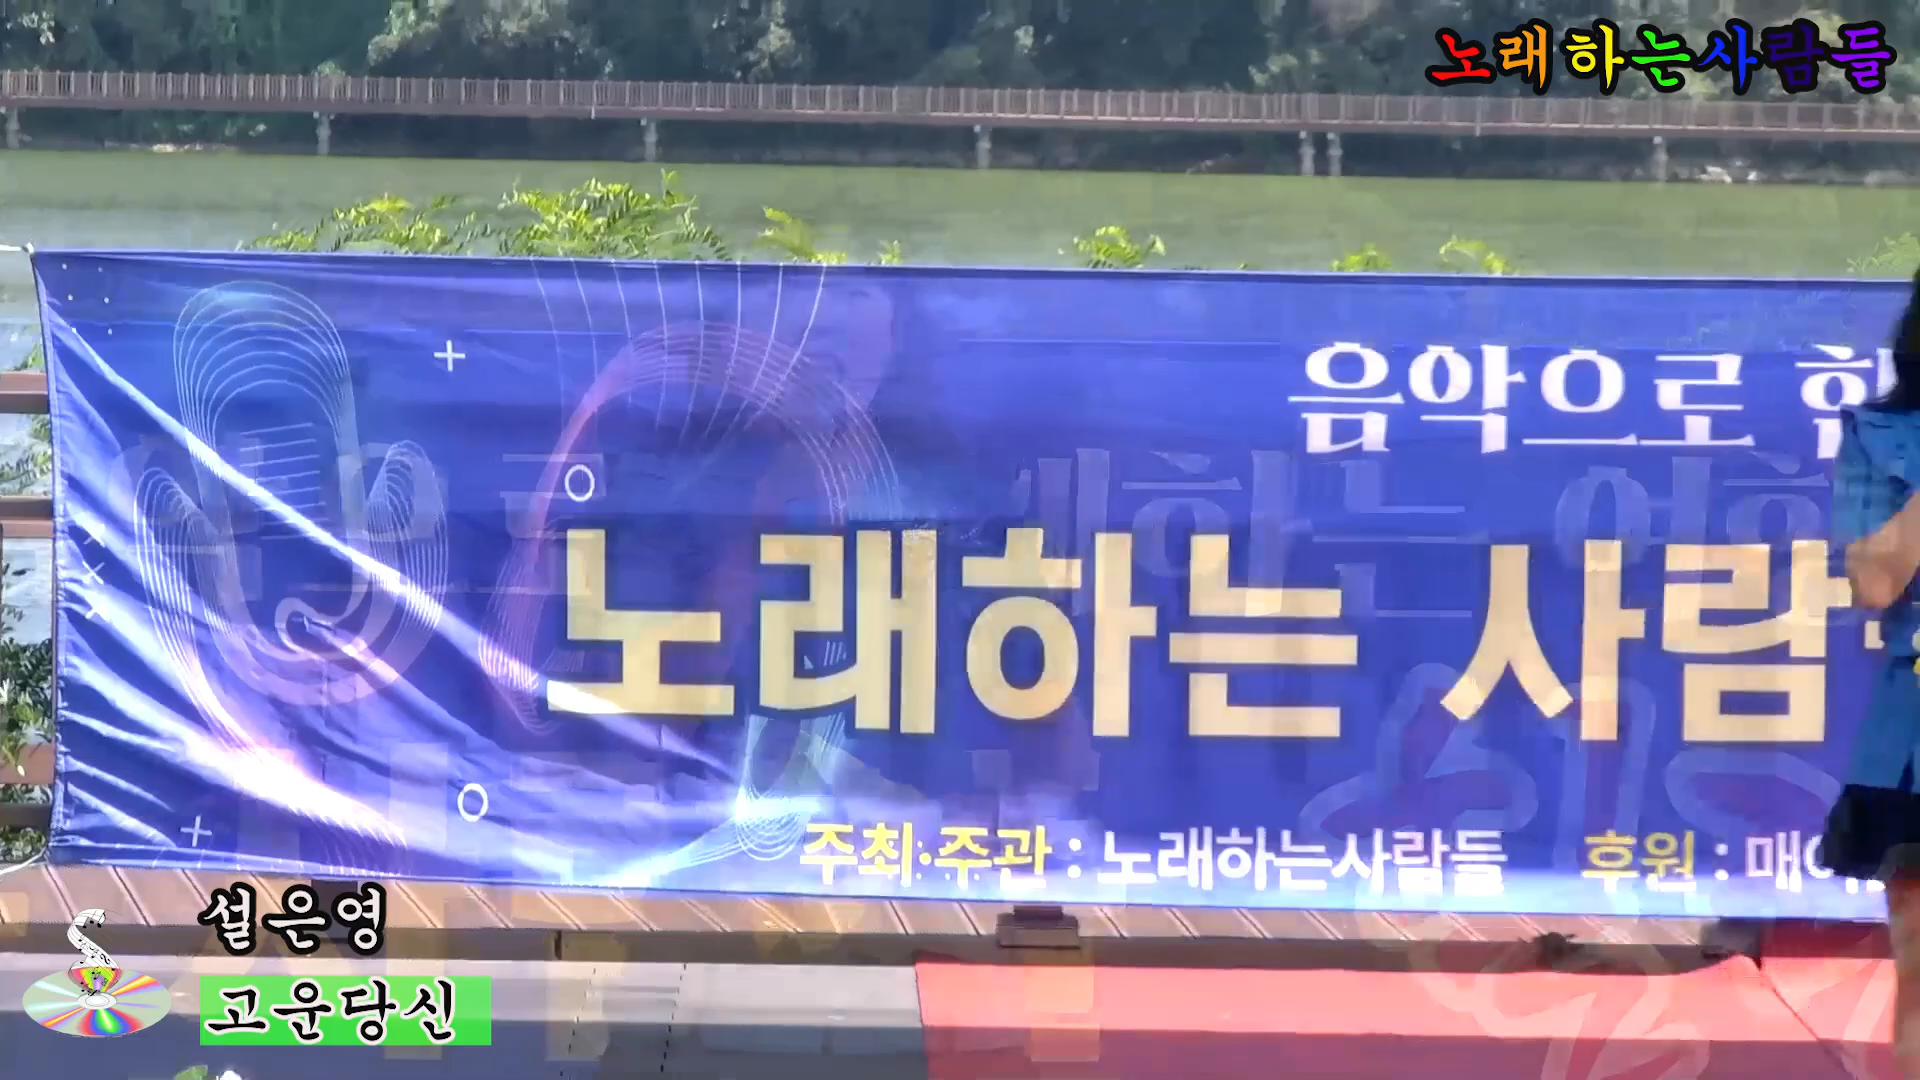 노래하는사람들
음악으로
노래하는 사람
주최·주관 : 노래하는사람들 후원 : 매
설은영
고운당신